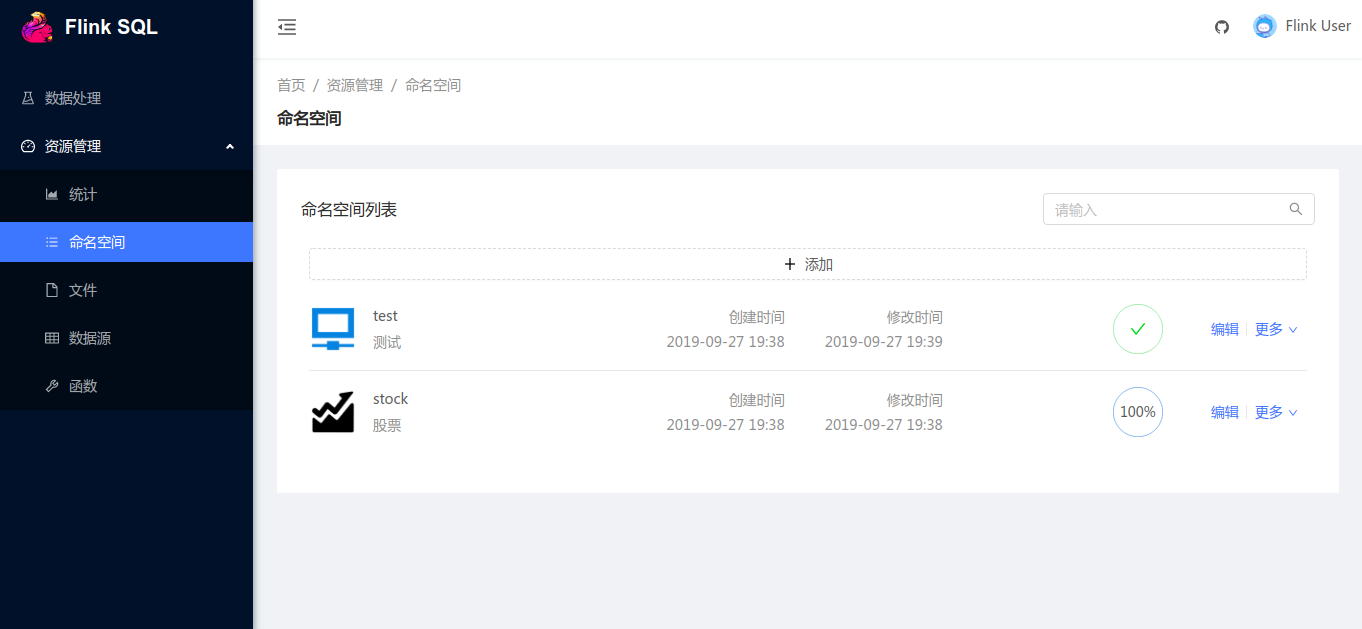 Flink SQL
数据处理
资源管理
统计
命名空间
文件
数据源
函数
Flink User
首页 / 资源管理 / 命名空间
命名空间
命名空间列表
请输入
添加
test
测试
创建时间
2019-09-27 19:38
修改时间
2019-09-27 19:39
编辑
更多
stock
股票
创建时间
2019-09-27 19:38
修改时间
2019-09-27 19:38
100%
编辑
更多